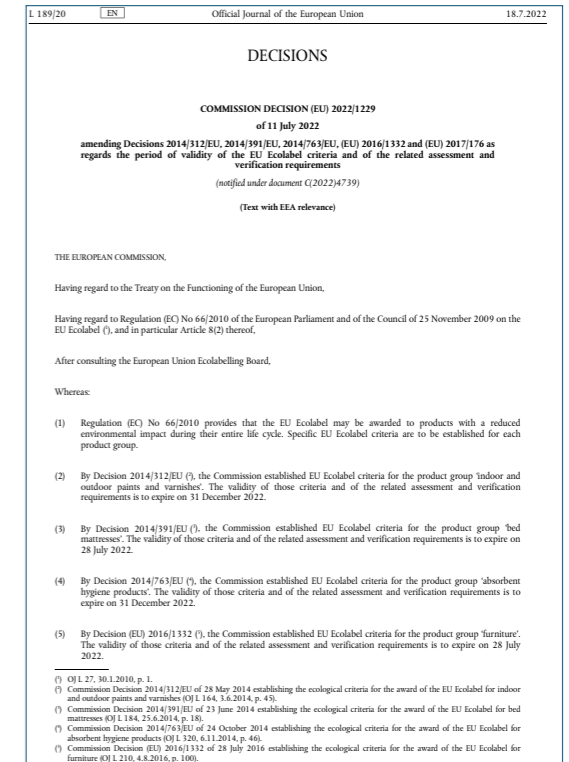 L 189/20 EN Official Journal of the European Union 18.7.2022
DECISIONS
COMMISSION DECISION (EU) 2022/1229
of 11 July 2022
amending Decisions 2014/312/EU, 2014/391/EU, 2014/763/EU, (EU) 2016/1332 and (EU) 2017/176 as
regards the period of validity of the EU Ecolabel criteria and of the related assessment and
verification requirements
(notified under document C(2022)4739)
(Text with EEA relevance)
THE EUROPEAN COMMISSION,
Having regard to the Treaty on the Functioning of the European Union,
Having regard to Regulation (EC) No 66/2010 of the European Parliament and of the Council of 25 November 2009 on the
EU Ecolabel (¹), and in particular Article 8(2) thereof,
After consulting the European Union Ecolabelling Board,
Whereas:
(1) Regulation (EC) No 66/2010 provides that the EU Ecolabel may be awarded to products with a reduced
environmental impact during their entire life cycle. Specific EU Ecolabel criteria are to be established for each
product group.
(2) By Decision 2014/312/EU (²), the Commission established EU Ecolabel criteria for the product group 'indoor and
outdoor paints and varnishes'. The validity of those criteria and of the related assessment and verification
requirements is to expire on 31 December 2022.
(3) By Decision 2014/391/EU (³), the Commission established EU Ecolabel criteria for the product group 'bed
mattresses'. The validity of those criteria and of the related assessment and verification requirements is to expire on
28 July 2022.
(4) By Decision 2014/763/EU (⁴), the Commission established EU Ecolabel criteria for the product group 'absorbent
hygiene products'. The validity of those criteria and of the related assessment and verification requirements is to
expire on 31 December 2022.
(5) By Decision (EU) 2016/1332 (⁵), the Commission established EU Ecolabel criteria for the product group 'furniture'.
The validity of those criteria and of the related assessment and verification requirements is to expire on 28 July
2022.
(¹) OJ L 27, 30.1.2010, p. 1.
(²) Commission Decision 2014/312/EU of 28 May 2014 establishing the ecological criteria for the award of the EU Ecolabel for indoor
and outdoor paints and varnishes (OJ L 164, 3.6.2014, p. 45).
(³) Commission Decision 2014/391/EU of 23 June 2014 establishing the ecological criteria for the award of the EU Ecolabel for bed
mattresses (OJ L 184, 25.6.2014, p. 18).
(⁴) Commission Decision 2014/763/EU of 24 October 2014 establishing the ecological criteria for the award of the EU Ecolabel for
absorbent hygiene products (OJ L 320, 6.11.2014, p. 46).
(⁵) Commission Decision (EU) 2016/1332 of 28 July 2016 establishing the ecological criteria for the award of the EU Ecolabel for
furniture (OJ L 210, 4.8.2016, p. 100).